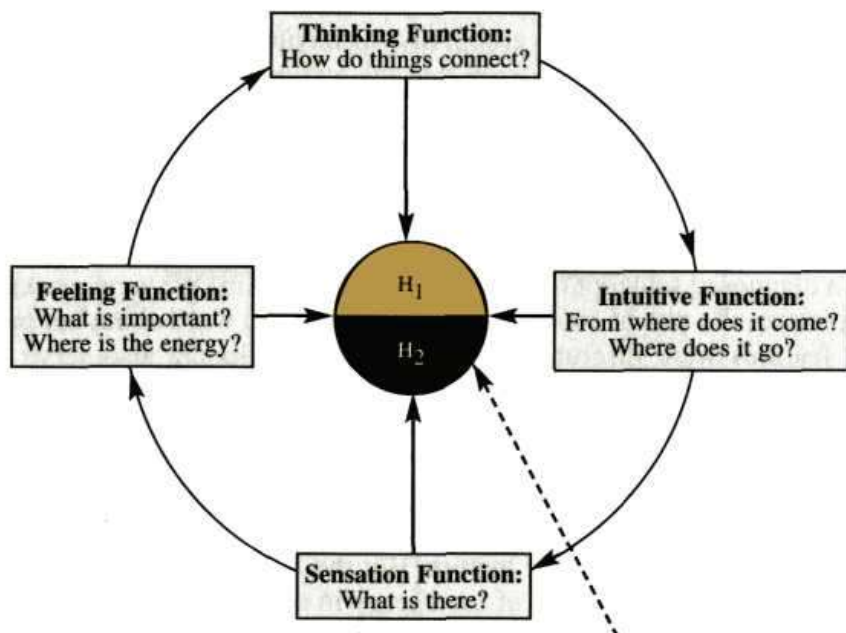 Thinking Function:
How do things connect?
Feeling Function:
What is important?
Where is the energy?
H1
H2
Intuitive Function:
From where does it come?
Where does it go?
Sensation Function:
What is there?